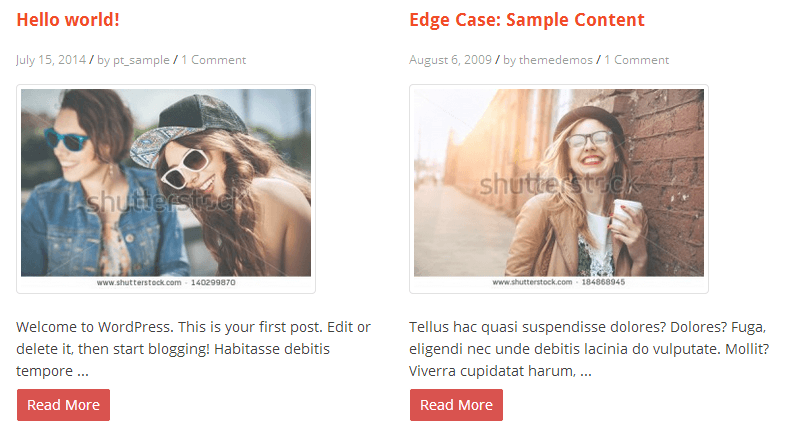 Hello world!
July 15, 2014 / by pt_sample / 1 Comment
shutterstock
www.shutterstock.com · 140299870
Welcome to WordPress. This is your first post. Edit or
delete it, then start blogging! Habitasse debitis
tempore ...
Read More
Edge Case: Sample Content
August 6, 2009 / by themedemos / 1 Comment
shutterstock
www.shutterstock.com · 184868945
Tellus hac quasi suspendisse dolores? Dolores? Fuga,
eligendi nec unde debitis lacinia do vulputate. Mollit?
Viverra cupidatat harum, ...
Read More